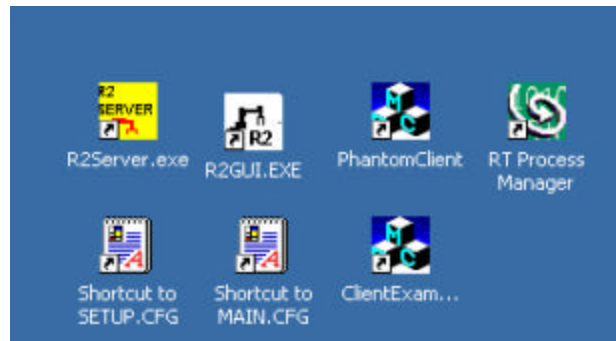 R2
SERVER
R2
R2Server.exe
R2GUI.EXE
PhantomClient
RT Process
Manager
M
C
A
A
M
C
Shortcut to
SETUP.CFG
Shortcut to
MAIN.CFG
ClientExam...